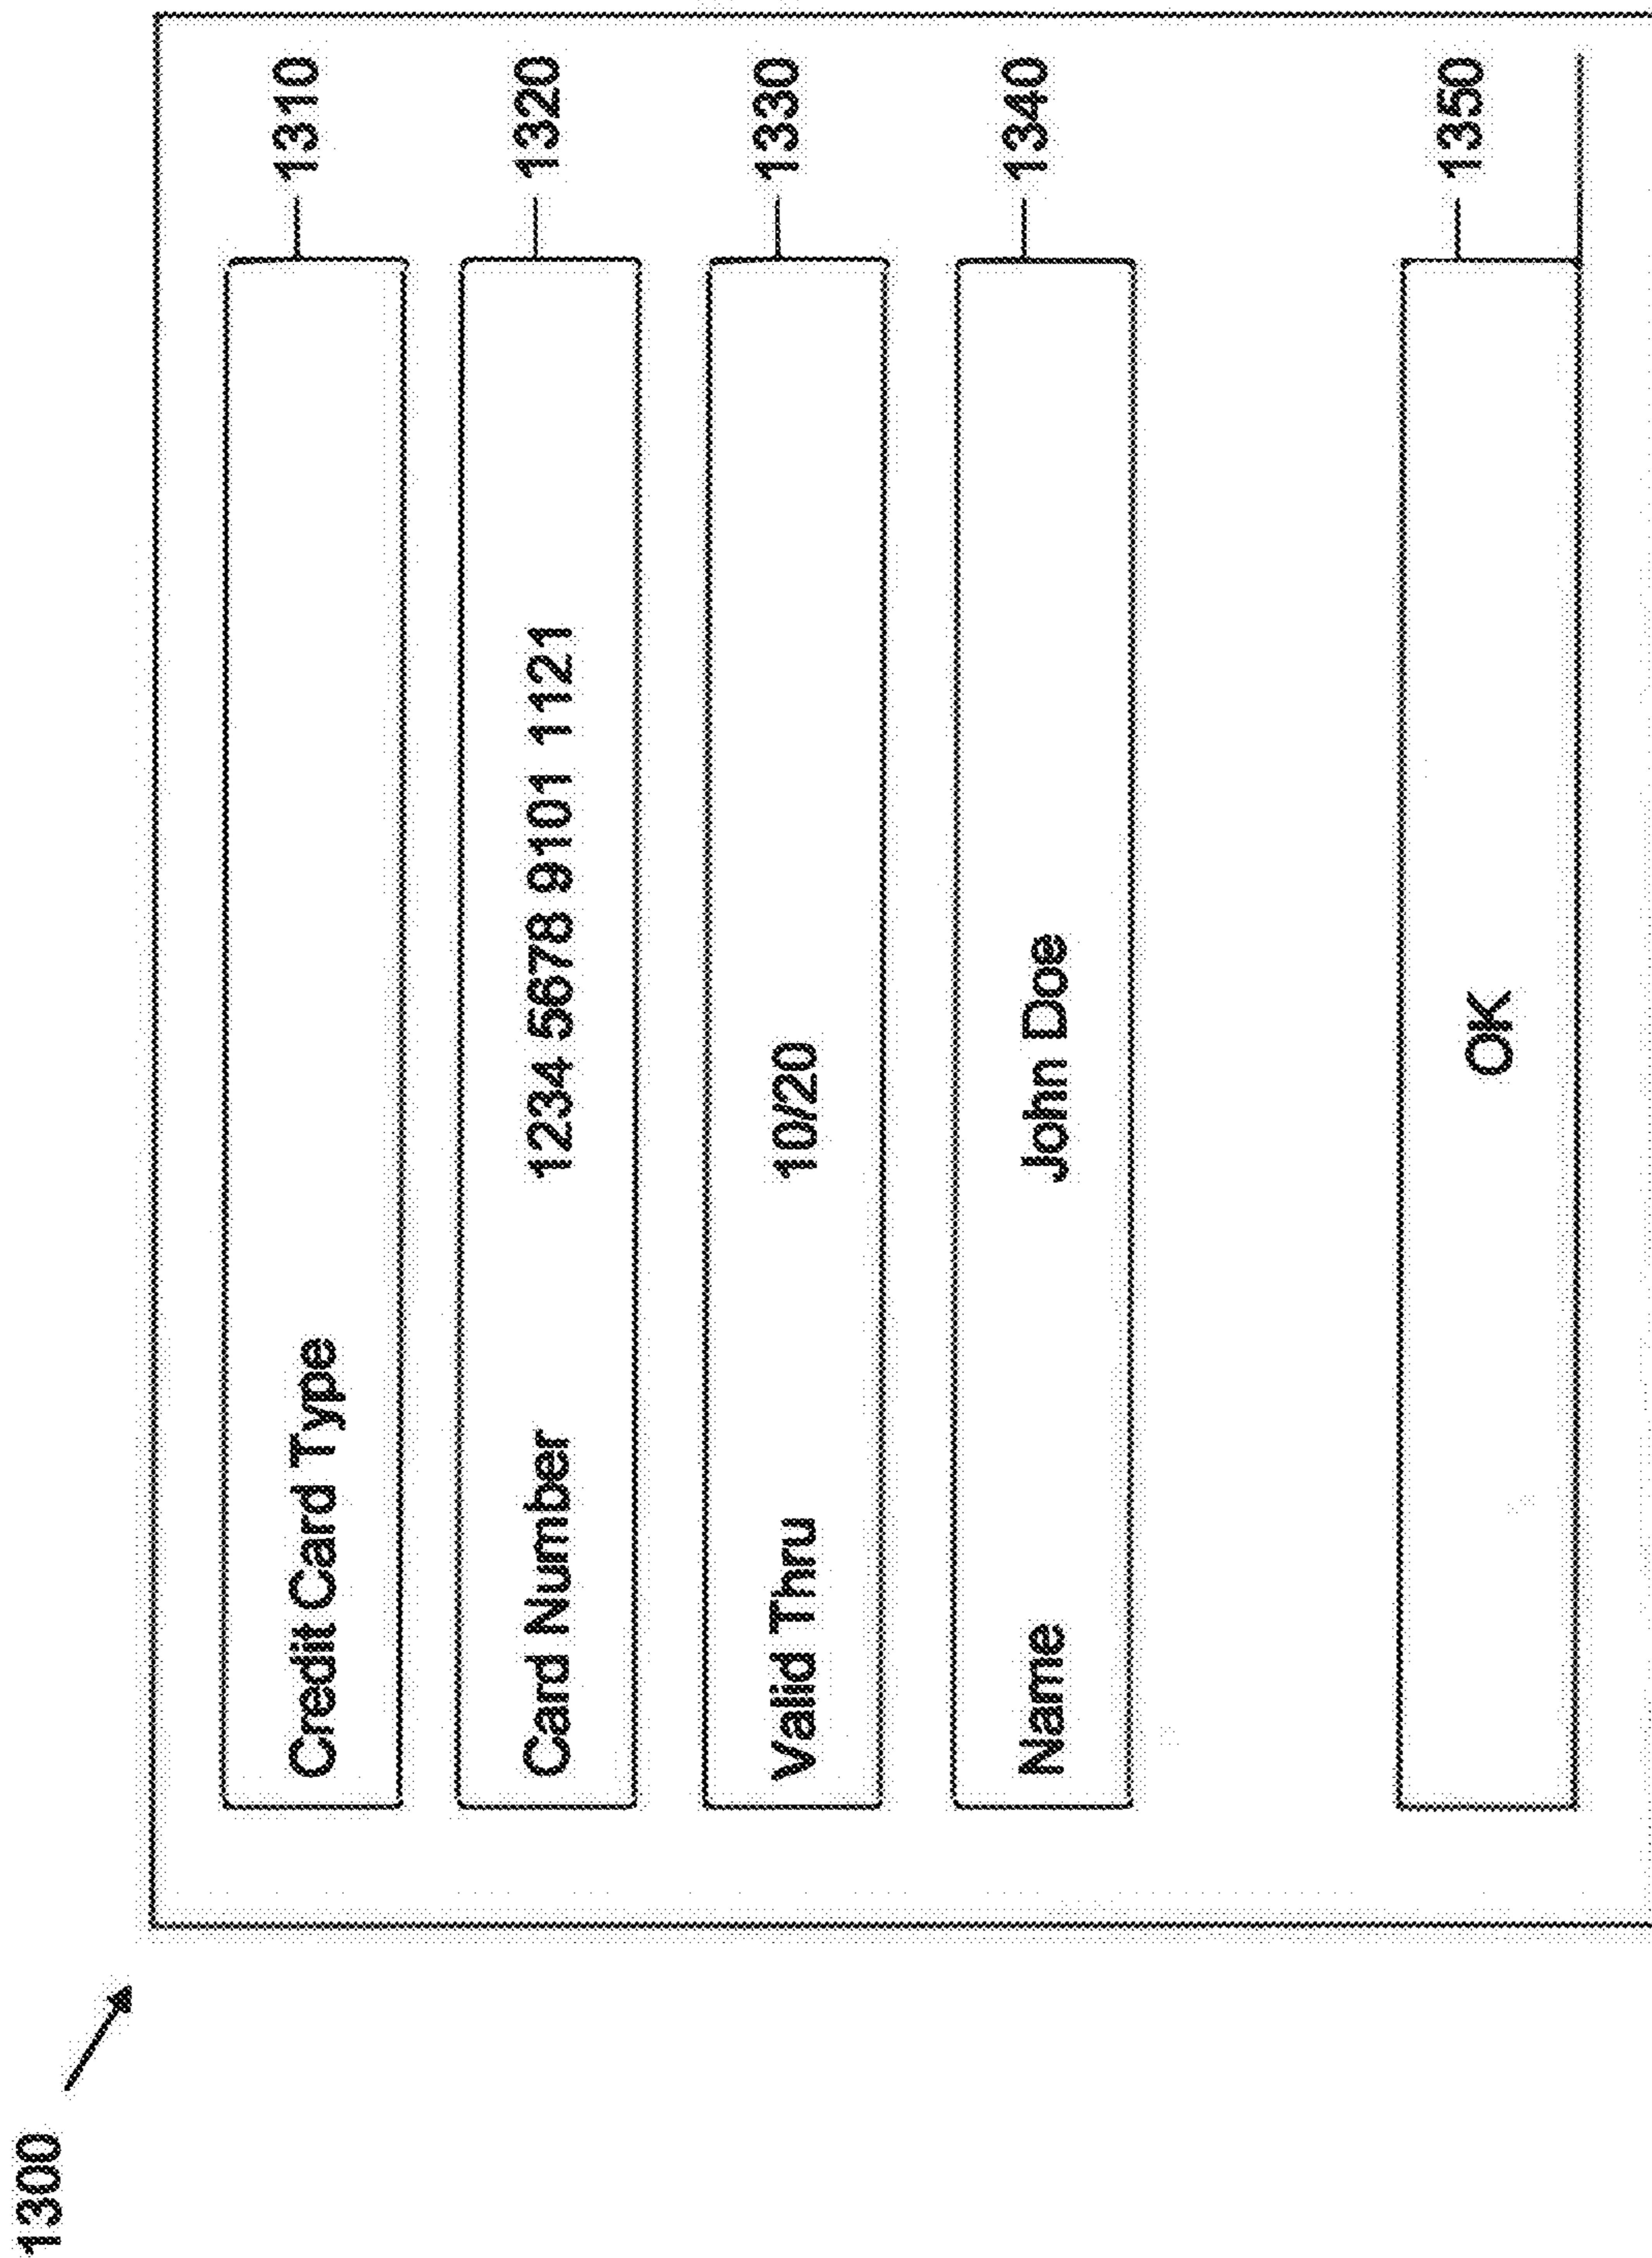 1300
Credit Card Type 1310
Card Number 1234 5678 9101 1121 1320
Valid Thru 10/20 1330
Name John Doe 1340
OK 1350